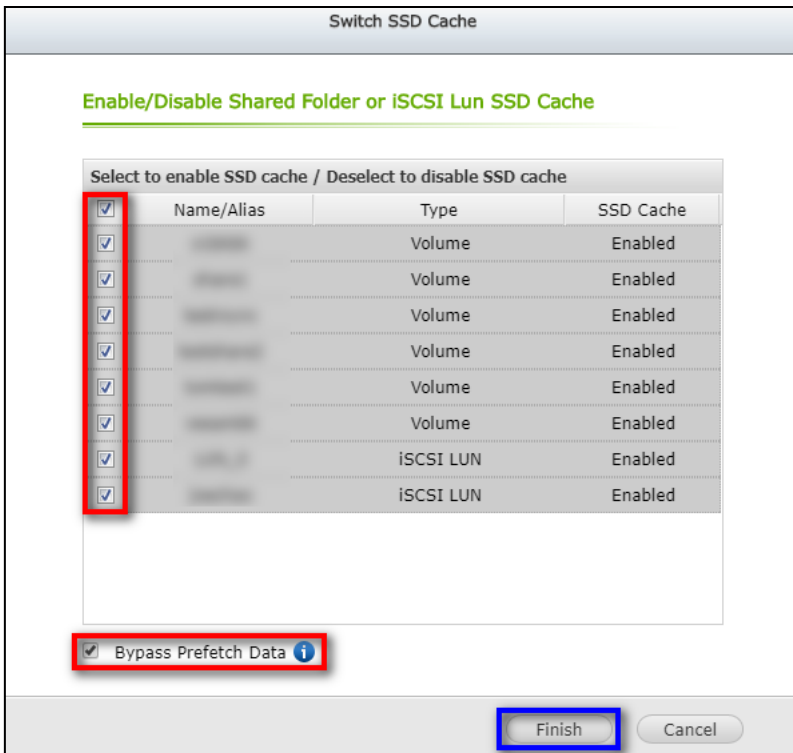 Switch SSD Cache
Enable/Disable Shared Folder or iSCSI Lun SSD Cache
Select to enable SSD cache / Deselect to disable SSD cache
Name/Alias Type SSD Cache
Volume Enabled
Volume Enabled
Volume Enabled
Volume Enabled
Volume Enabled
Volume Enabled
iSCSI LUN Enabled
iSCSI LUN Enabled
Bypass Prefetch Data
Finish Cancel